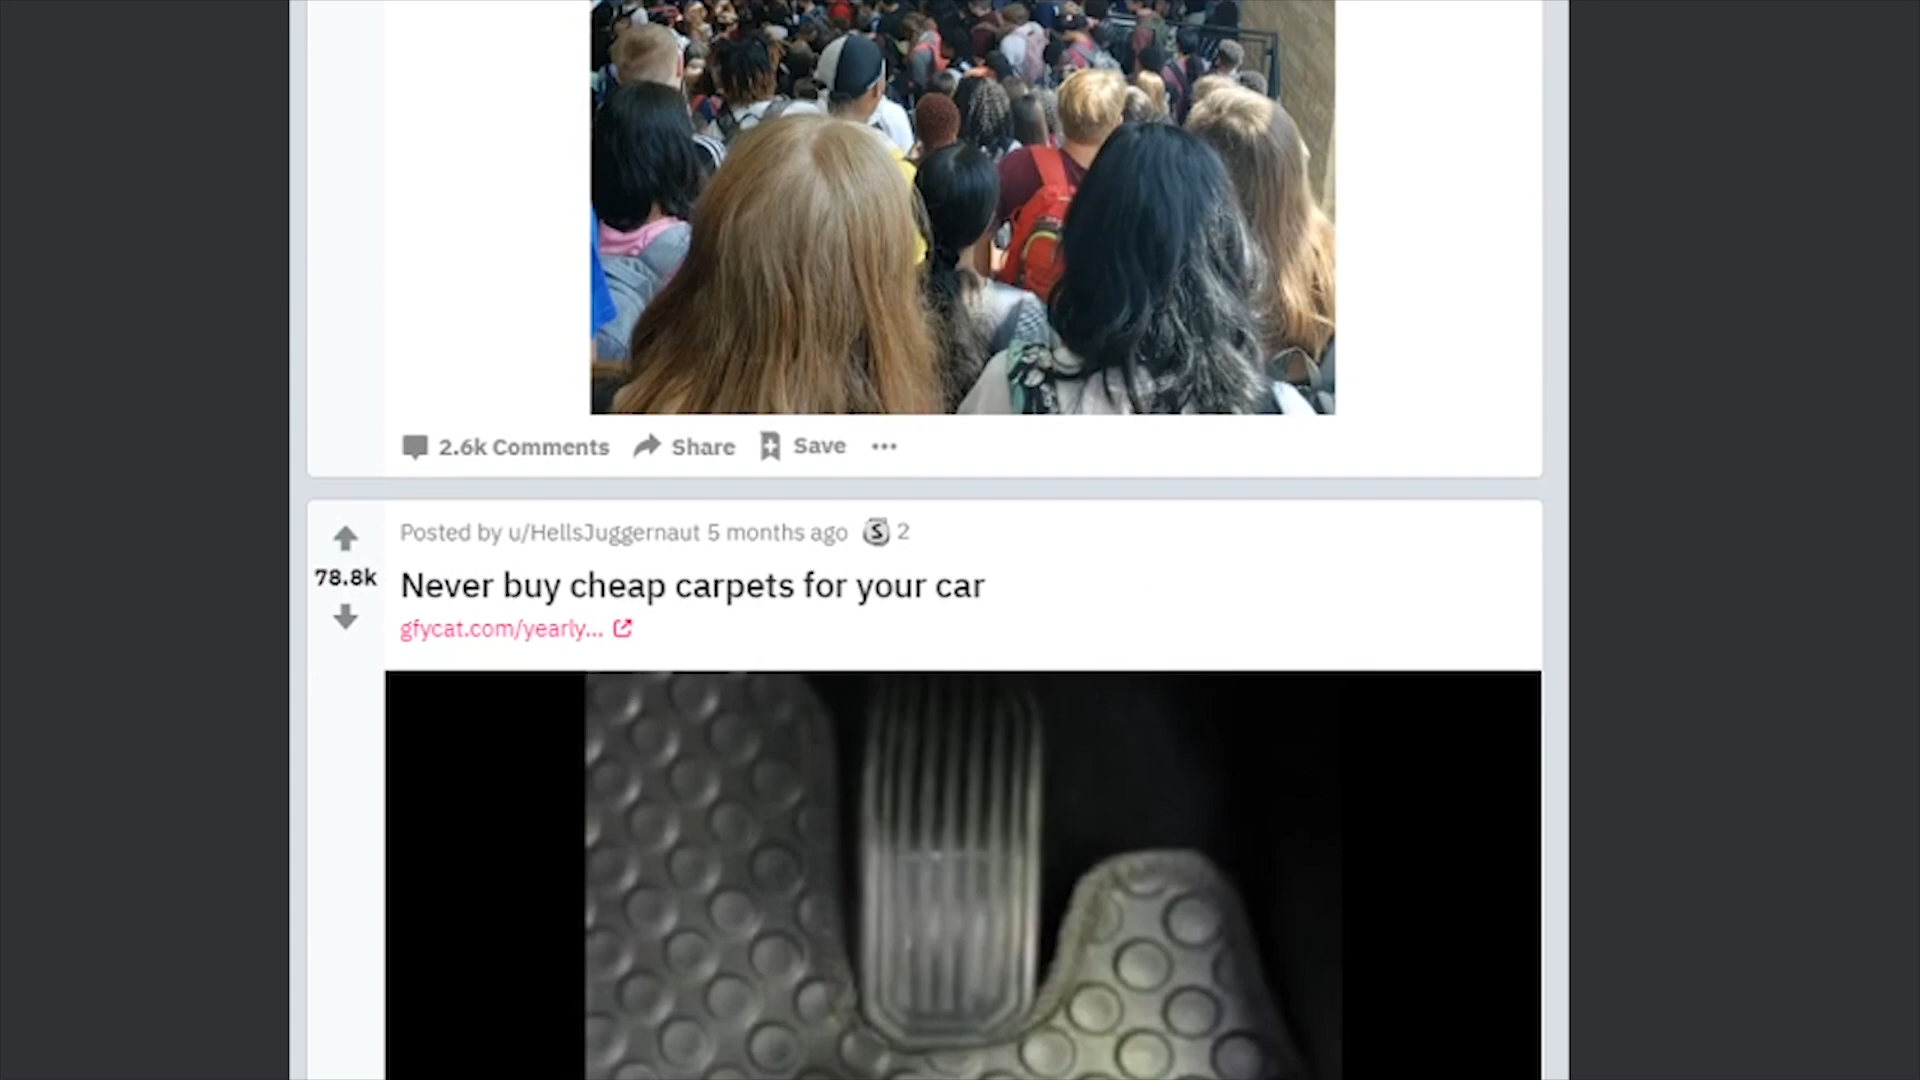 2.6k Comments Share Save
Posted by u/HellsJuggernaut 5 months ago S 2
78.8k
Never buy cheap carpets for your car
gfycat.com/yearly...